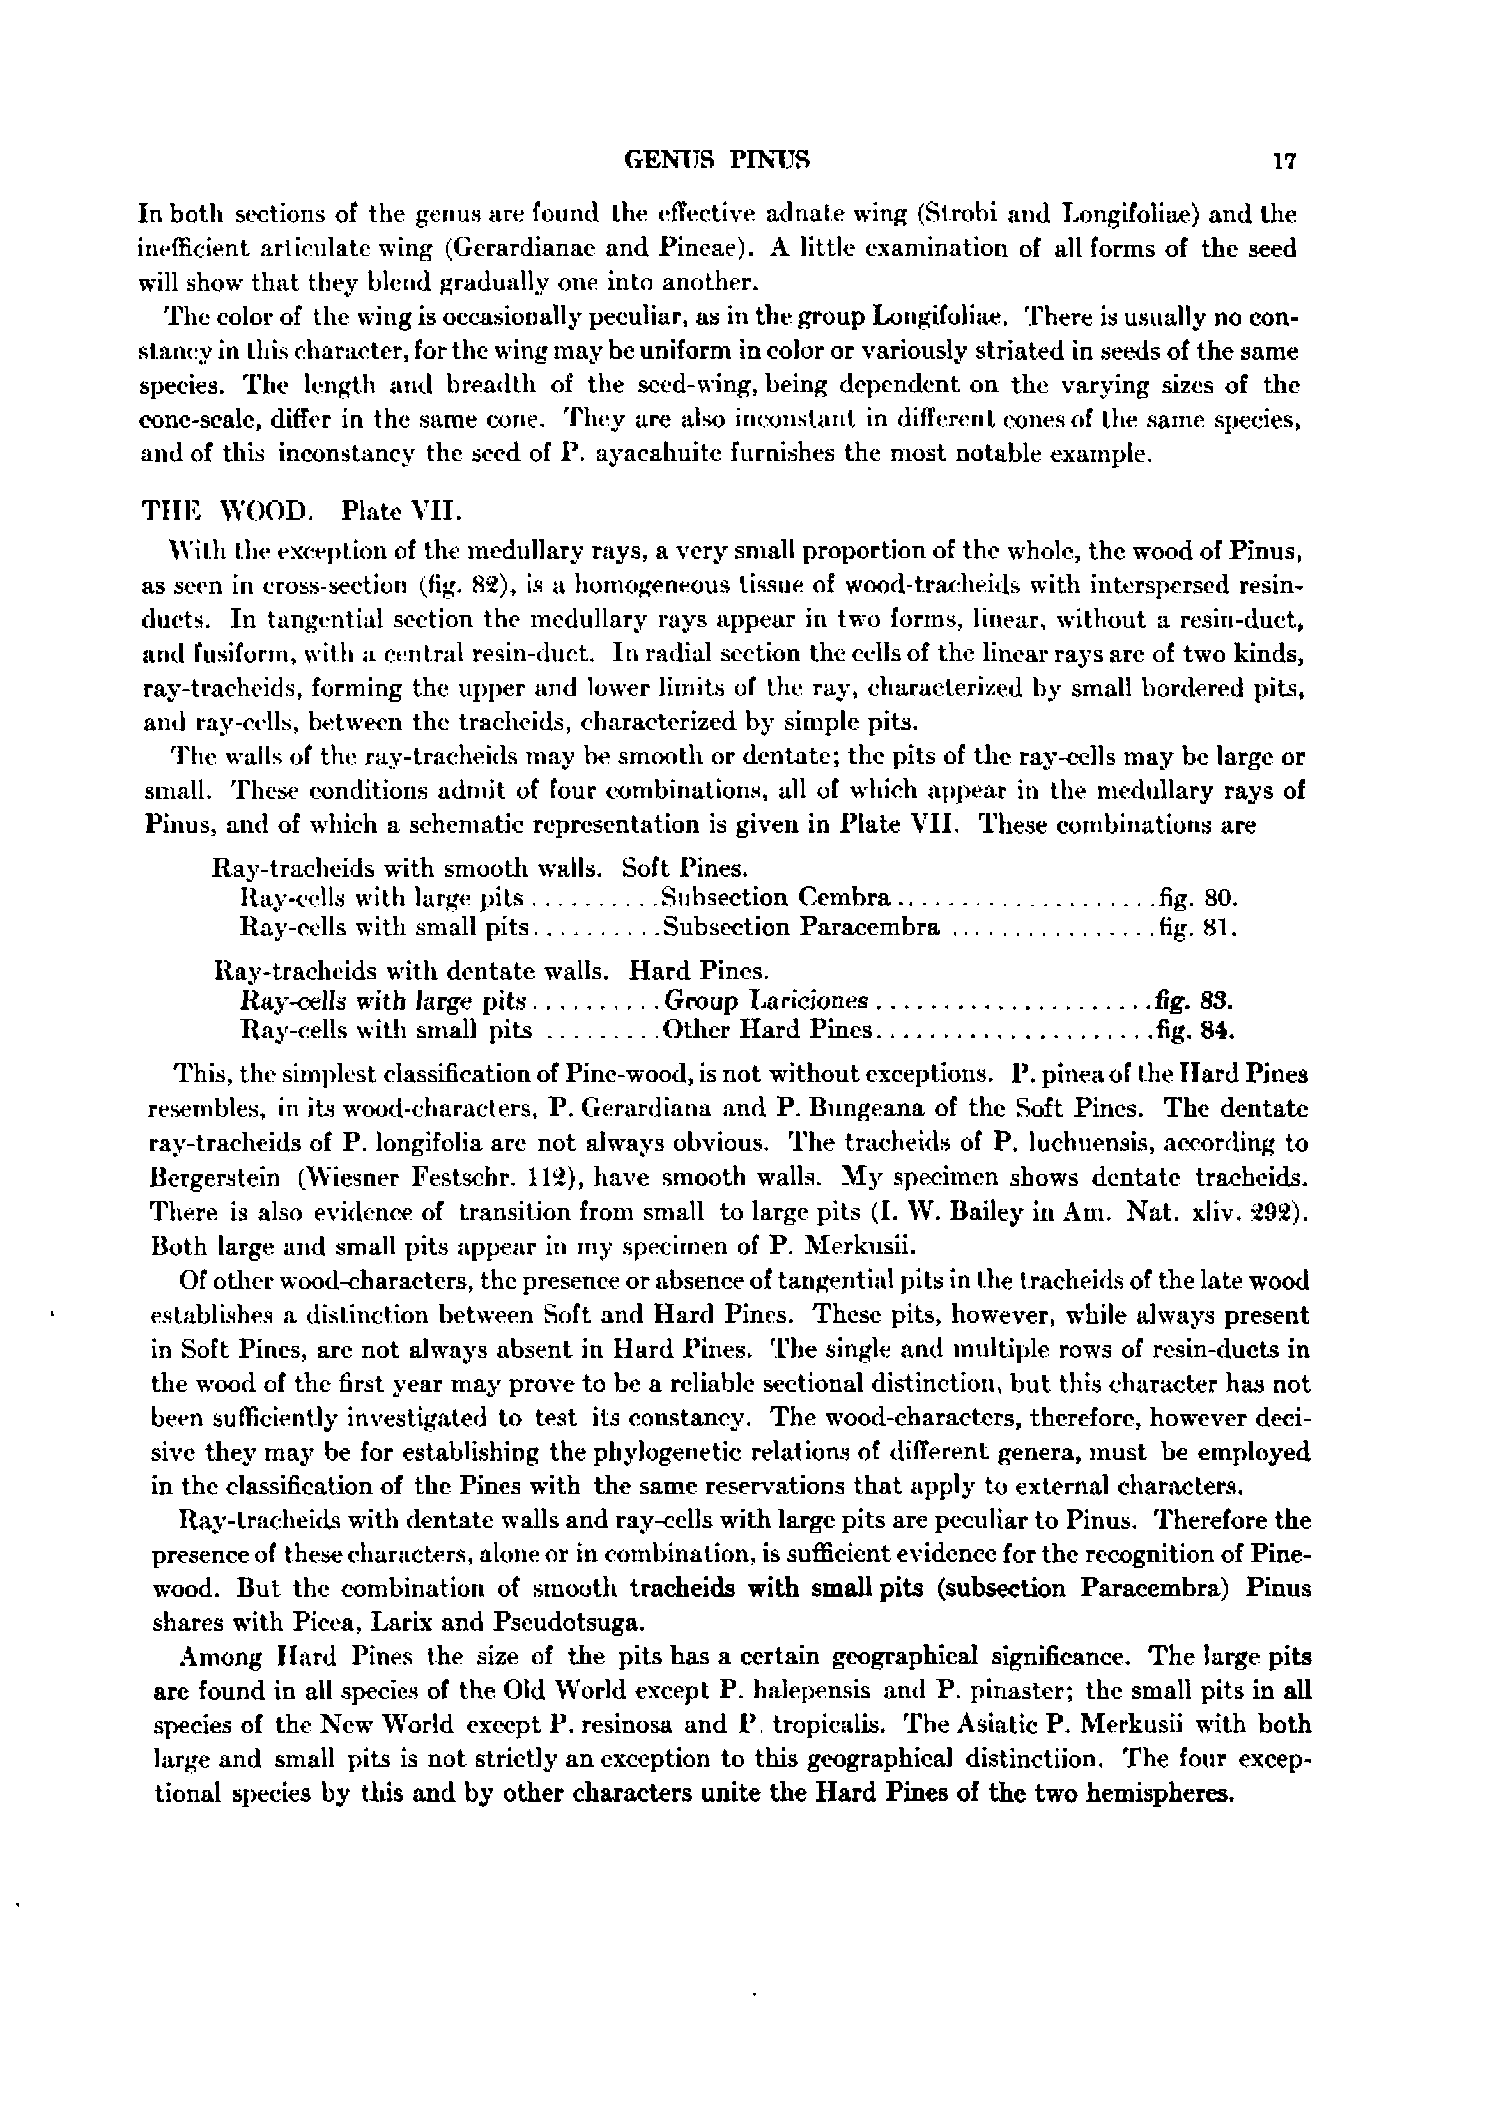 GENUS PINUS 17
In both sections of the genus are found the effective adnate wing (Strobi and Longifoliae) and the
inefficient articulate wing (Gerardianae and Pineae). A little examination of all forms of the seed
will show that they blend gradually one into another.
The color of the wing is occasionally peculiar, as in the group Longifoliae. There is usually no con-
stancy in this character, for the wing may be uniform in color or variously striated in seeds of the same
species. The length and breadth of the seed-wing, being dependent on the varying sizes of the
cone-scale, differ in the same cone. They are also inconstant in different cones of the same species,
and of this inconstancy the seed of P. ayacahuite furnishes the most notable example.
THE WOOD. Plate VII.
With the exception of the medullary rays, a very small proportion of the whole, the wood of Pinus,
as seen in cross-section (fig. 82), is a homogeneous tissue of wood-tracheids with interspersed resin-
ducts. In tangential section the medullary rays appear in two forms, linear, without a resin-duct,
and fusiform, with a central resin-duct. In radial section the cells of the linear rays are of two kinds,
ray-tracheids, forming the upper and lower limits of the ray, characterized by small bordered pits,
and ray-cells, between the tracheids, characterized by simple pits.
The walls of the ray-tracheids may be smooth or dentate; the pits of the ray-cells may be large or
small. These conditions admit of four combinations, all of which appear in the medullary rays of
Pinus, and of which a schematic representation is given in Plate VII. These combinations are
Ray-tracheids with smooth walls. Soft Pines.
Ray-cells with large pits . . . . . . . . . . Subsection Cembra . . . . . . . . . . . . . . . . . . . . fig. 80.
Ray-cells with small pits . . . . . . . . . . Subsection Paracembra . . . . . . . . . . . . . . . . fig. 81.
Ray-tracheids with dentate walls. Hard Pines.
Ray-cells with large pits . . . . . . . . . . Group Lariciones . . . . . . . . . . . . . . . . . . . . . fig. 83.
Ray-cells with small pits . . . . . . . . . Other Hard Pines . . . . . . . . . . . . . . . . . . . . . fig. 84.
This, the simplest classification of Pine-wood, is not without exceptions. P. pinea of the Hard Pines
resembles, in its wood-characters, P. Gerardiana and P. Bungeana of the Soft Pines. The dentate
ray-tracheids of P. longifolia are not always obvious. The tracheids of P. luchuensis, according to
Bergerstein (Wiesner Festschr. 112), have smooth walls. My specimen shows dentate tracheids.
There is also evidence of transition from small to large pits (I. W. Bailey in Am. Nat. xliv. 292).
Both large and small pits appear in my specimen of P. Merkusii.
Of other wood-characters, the presence or absence of tangential pits in the tracheids of the late wood
establishes a distinction between Soft and Hard Pines. These pits, however, while always present
in Soft Pines, are not always absent in Hard Pines. The single and multiple rows of resin-ducts in
the wood of the first year may prove to be a reliable sectional distinction, but this character has not
been sufficiently investigated to test its constancy. The wood-characters, therefore, however deci-
sive they may be for establishing the phylogenetic relations of different genera, must be employed
in the classification of the Pines with the same reservations that apply to external characters.
Ray-tracheids with dentate walls and ray-cells with large pits are peculiar to Pinus. Therefore the
presence of these characters, alone or in combination, is sufficient evidence for the recognition of Pine-
wood. But the combination of smooth tracheids with small pits (subsection Paracembra) Pinus
shares with Picea, Larix and Pseudotsuga.
Among Hard Pines the size of the pits has a certain geographical significance. The large pits
are found in all species of the Old World except P. halepensis and P. pinaster; the small pits in all
species of the New World except P. resinosa and P. tropicalis. The Asiatic P. Merkusii with both
large and small pits is not strictly an exception to this geographical distinctiion. The four excep-
tional species by this and by other characters unite the Hard Pines of the two hemispheres.